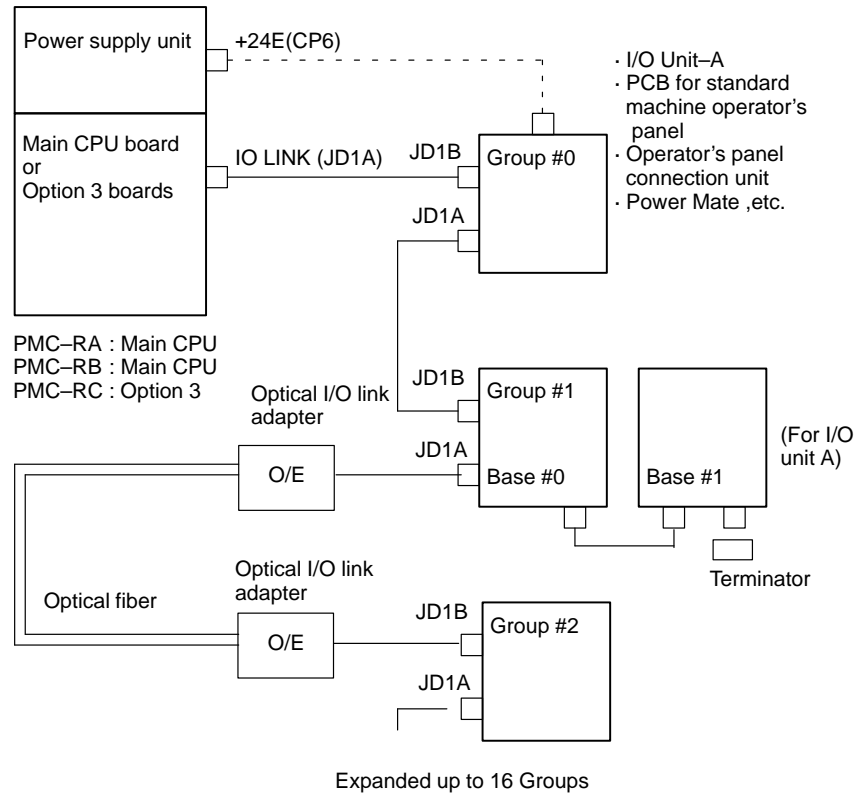 Power supply unit
+24E(CP6)
· I/O Unit–A
· PCB for standard
machine operator's
panel
· Operator's panel
connection unit
· Power Mate ,etc.
Main CPU board
or
Option 3 boards
IO LINK (JD1A)
JD1B
Group #0
JD1A
PMC–RA : Main CPU
PMC–RB : Main CPU
PMC–RC : Option 3
JD1B
Group #1
Optical I/O link
adapter
JD1A
O/E
Base #0
Base #1
(For I/O
unit A)
Terminator
Optical fiber
Optical I/O link
adapter
O/E
JD1B
Group #2
JD1A
Expanded up to 16 Groups